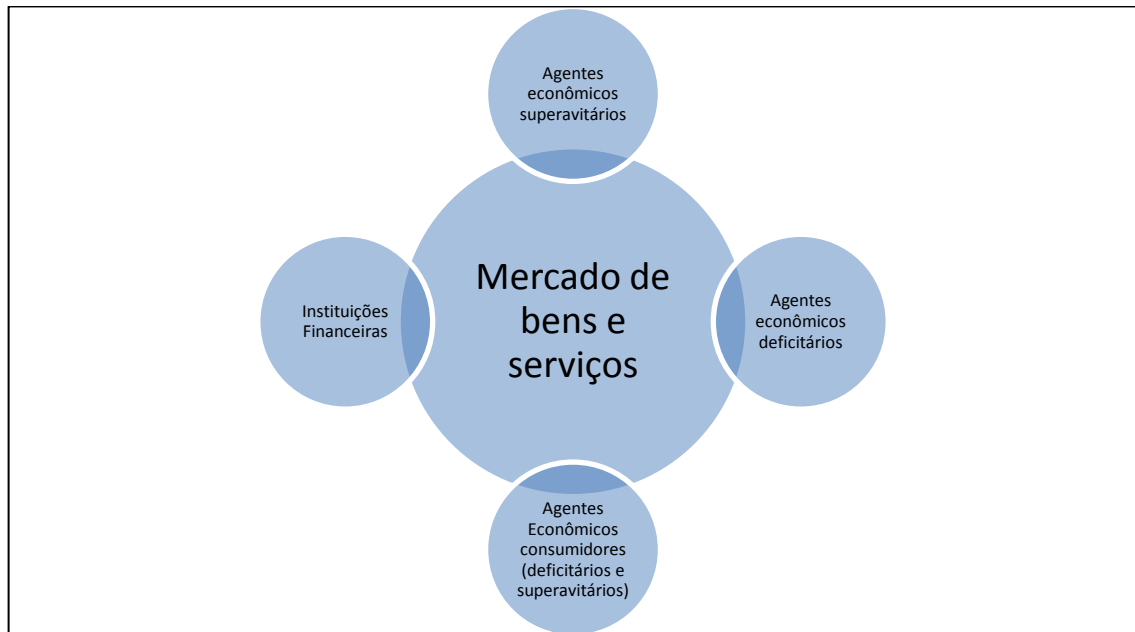 Agentes
econômicos
superavitários
Mercado de
bens e
serviços
Instituições
Financeiras
Agentes
econômicos
deficitários
Agentes
Econômicos
consumidores
(deficitários e
superavitários)